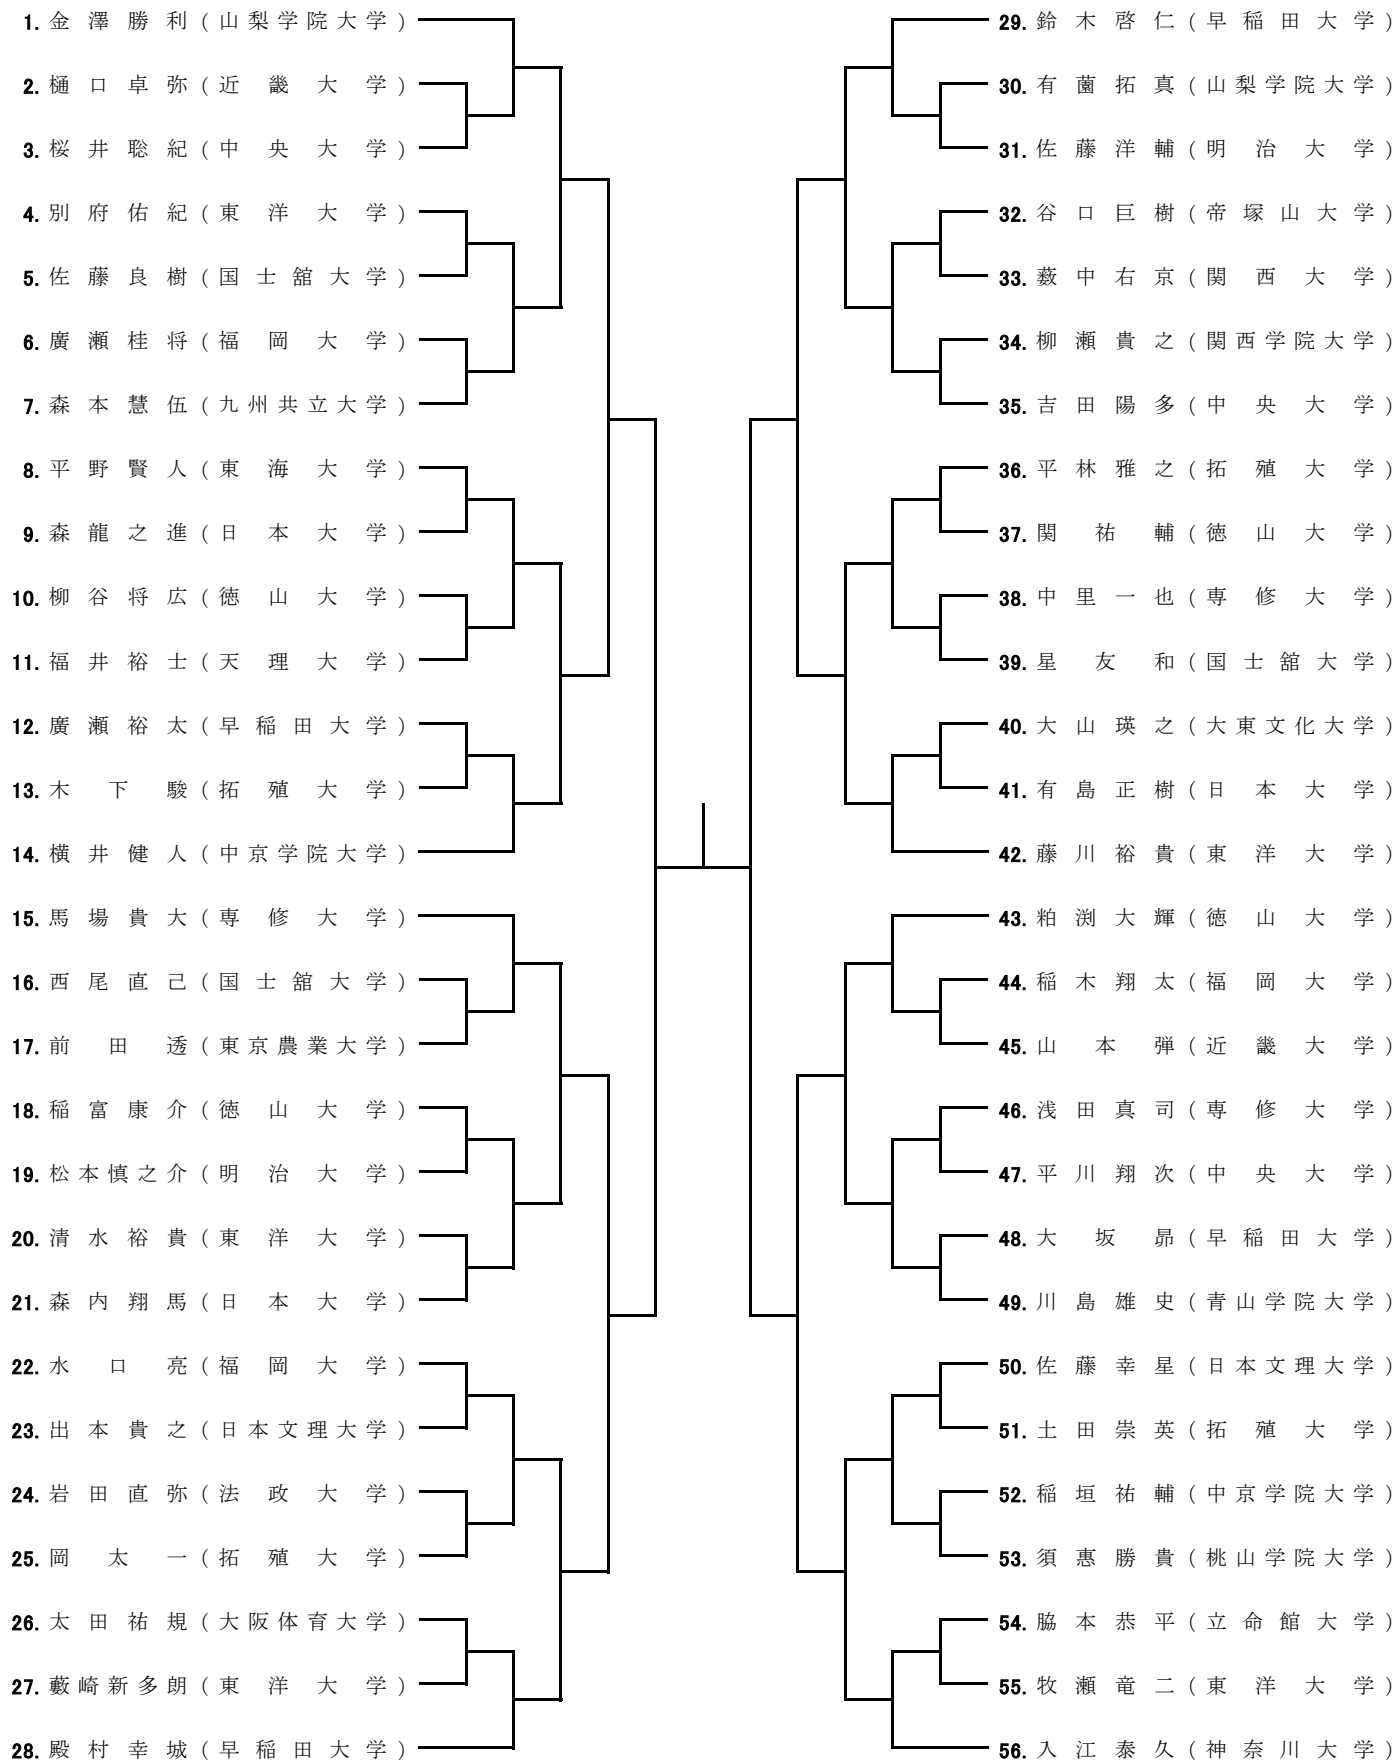 1. 金澤勝利(山梨学院大学)
2. 樋口卓弥(近畿大学)
3. 桜井聡紀(中央大学)
4. 別府佑紀(東洋大学)
5. 佐藤良樹(国士舘大学)
6. 廣瀬桂将(福岡大学)
7. 森本慧伍(九州共立大学)
8. 平野賢人(東海大学)
9. 森龍之進(日本大学)
10. 柳谷将広(徳山大学)
11. 福井裕士(天理大学)
12. 廣瀬裕太(早稲田大学)
13. 木下駿(拓殖大学)
14. 横井健人(中京学院大学)
15. 馬場貴大(専修大学)
16. 西尾直己(国士舘大学)
17. 前田透(東京農業大学)
18. 稲富康介(徳山大学)
19. 松本慎之介(明治大学)
20. 清水裕貴(東洋大学)
21. 森内翔馬(日本大学)
22. 水口亮(福岡大学)
23. 出本貴之(日本文理大学)
24. 岩田直弥(法政大学)
25. 岡太一(拓殖大学)
26. 太田祐規(大阪体育大学)
27. 藪崎新多朗(東洋大学)
28. 殿村幸城(早稲田大学)
29. 鈴木啓仁(早稲田大学)
30. 有薗拓真(山梨学院大学)
31. 佐藤洋輔(明治大学)
32. 谷口巨樹(帝塚山大学)
33. 薮中右京(関西大学)
34. 柳瀬貴之(関西学院大学)
35. 吉田陽多(中央大学)
36. 平林雅之(拓殖大学)
37. 関祐輔(徳山大学)
38. 中里一也(専修大学)
39. 星友和(国士舘大学)
40. 大山瑛之(大東文化大学)
41. 有島正樹(日本大学)
42. 藤川裕貴(東洋大学)
43. 粕渕大輝(徳山大学)
44. 稲木翔太(福岡大学)
45. 山本弾(近畿大学)
46. 浅田真司(専修大学)
47. 平川翔次(中央大学)
48. 大坂昴(早稲田大学)
49. 川島雄史(青山学院大学)
50. 佐藤幸星(日本文理大学)
51. 土田崇英(拓殖大学)
52. 稲垣祐輔(中京学院大学)
53. 須惠勝貴(桃山学院大学)
54. 脇本恭平(立命館大学)
55. 牧瀬竜二(東洋大学)
56. 入江泰久(神奈川大学)